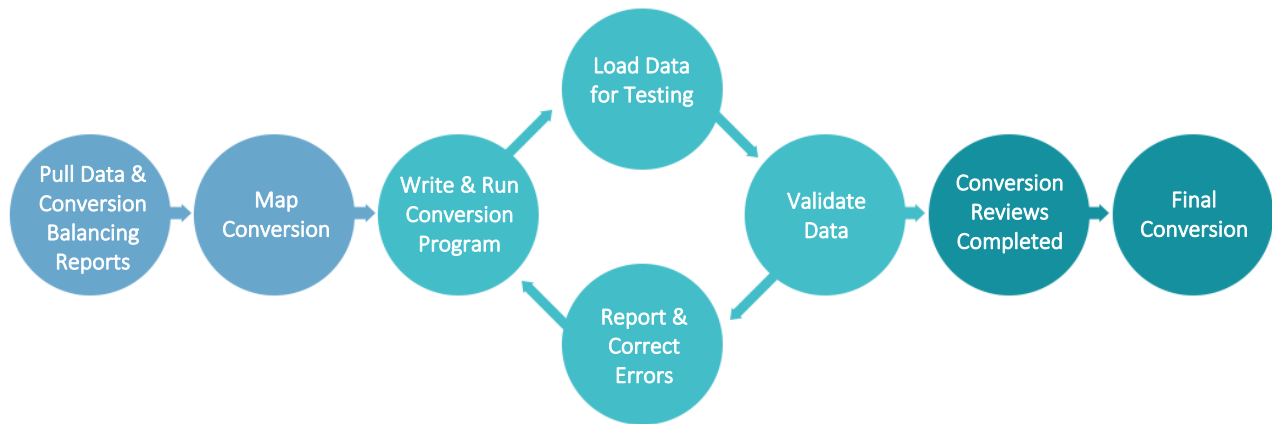 Pull Data &
Conversion
Balancing
Reports
Map
Conversion
Write & Run
Conversion
Program
Load Data
for Testing
Validate
Data
Report &
Correct
Errors
Conversion
Reviews
Completed
Final
Conversion